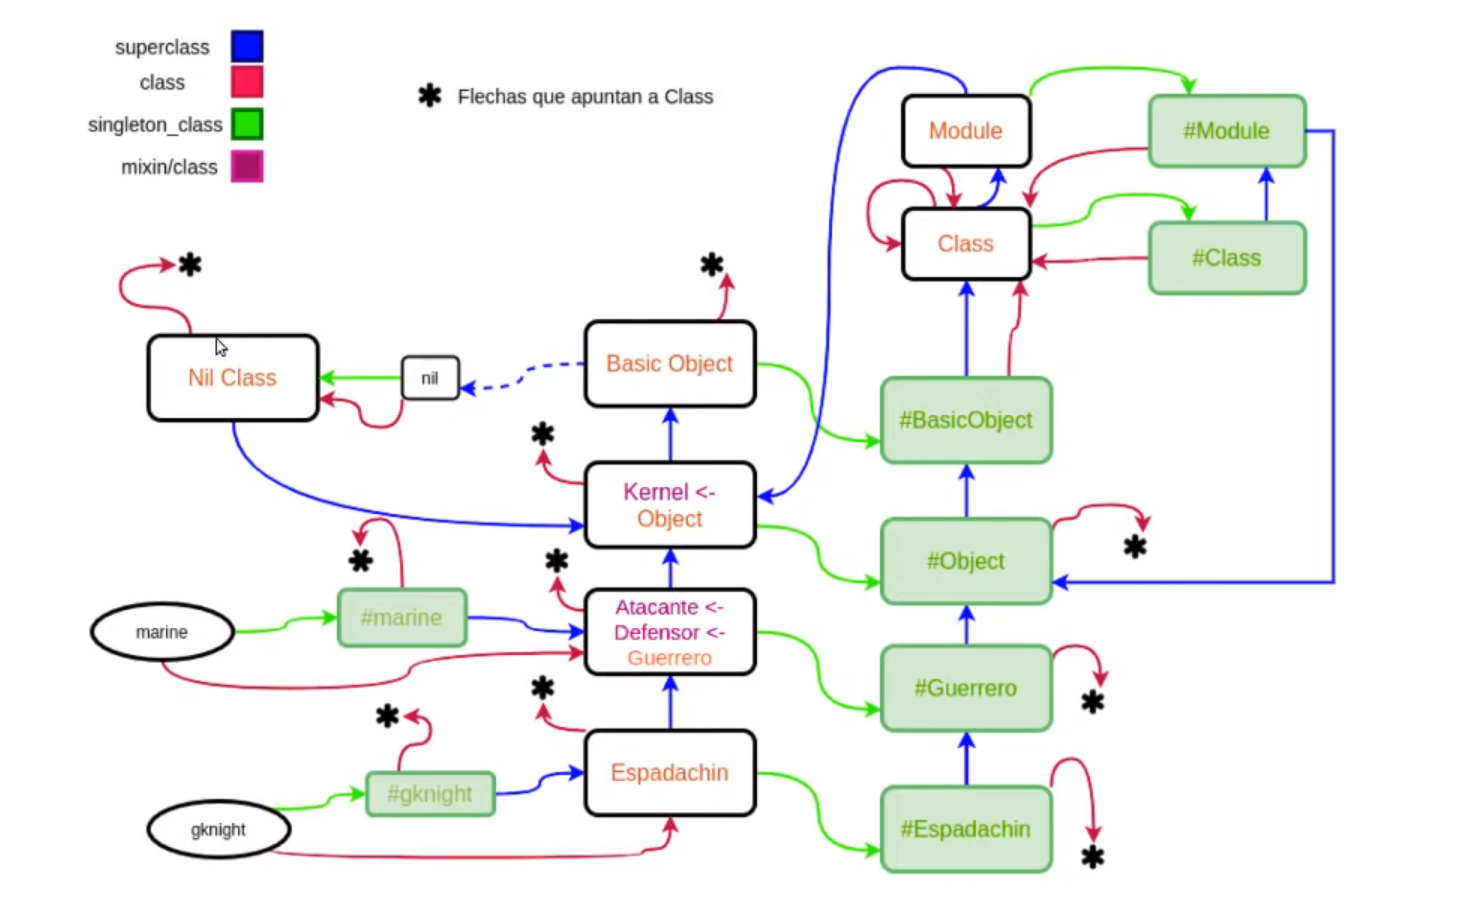 superclass
class
singleton_class
mixin/class
✱ Flechas que apuntan a Class
Module
#Module
Class
#Class
Nil Class
nil
Basic Object
#BasicObject
Kernel <-
Object
#Object
marine
#marine
Atacante <-
Defensor <-
Guerrero
#Guerrero
gknight
#gknight
Espadachin
#Espadachin